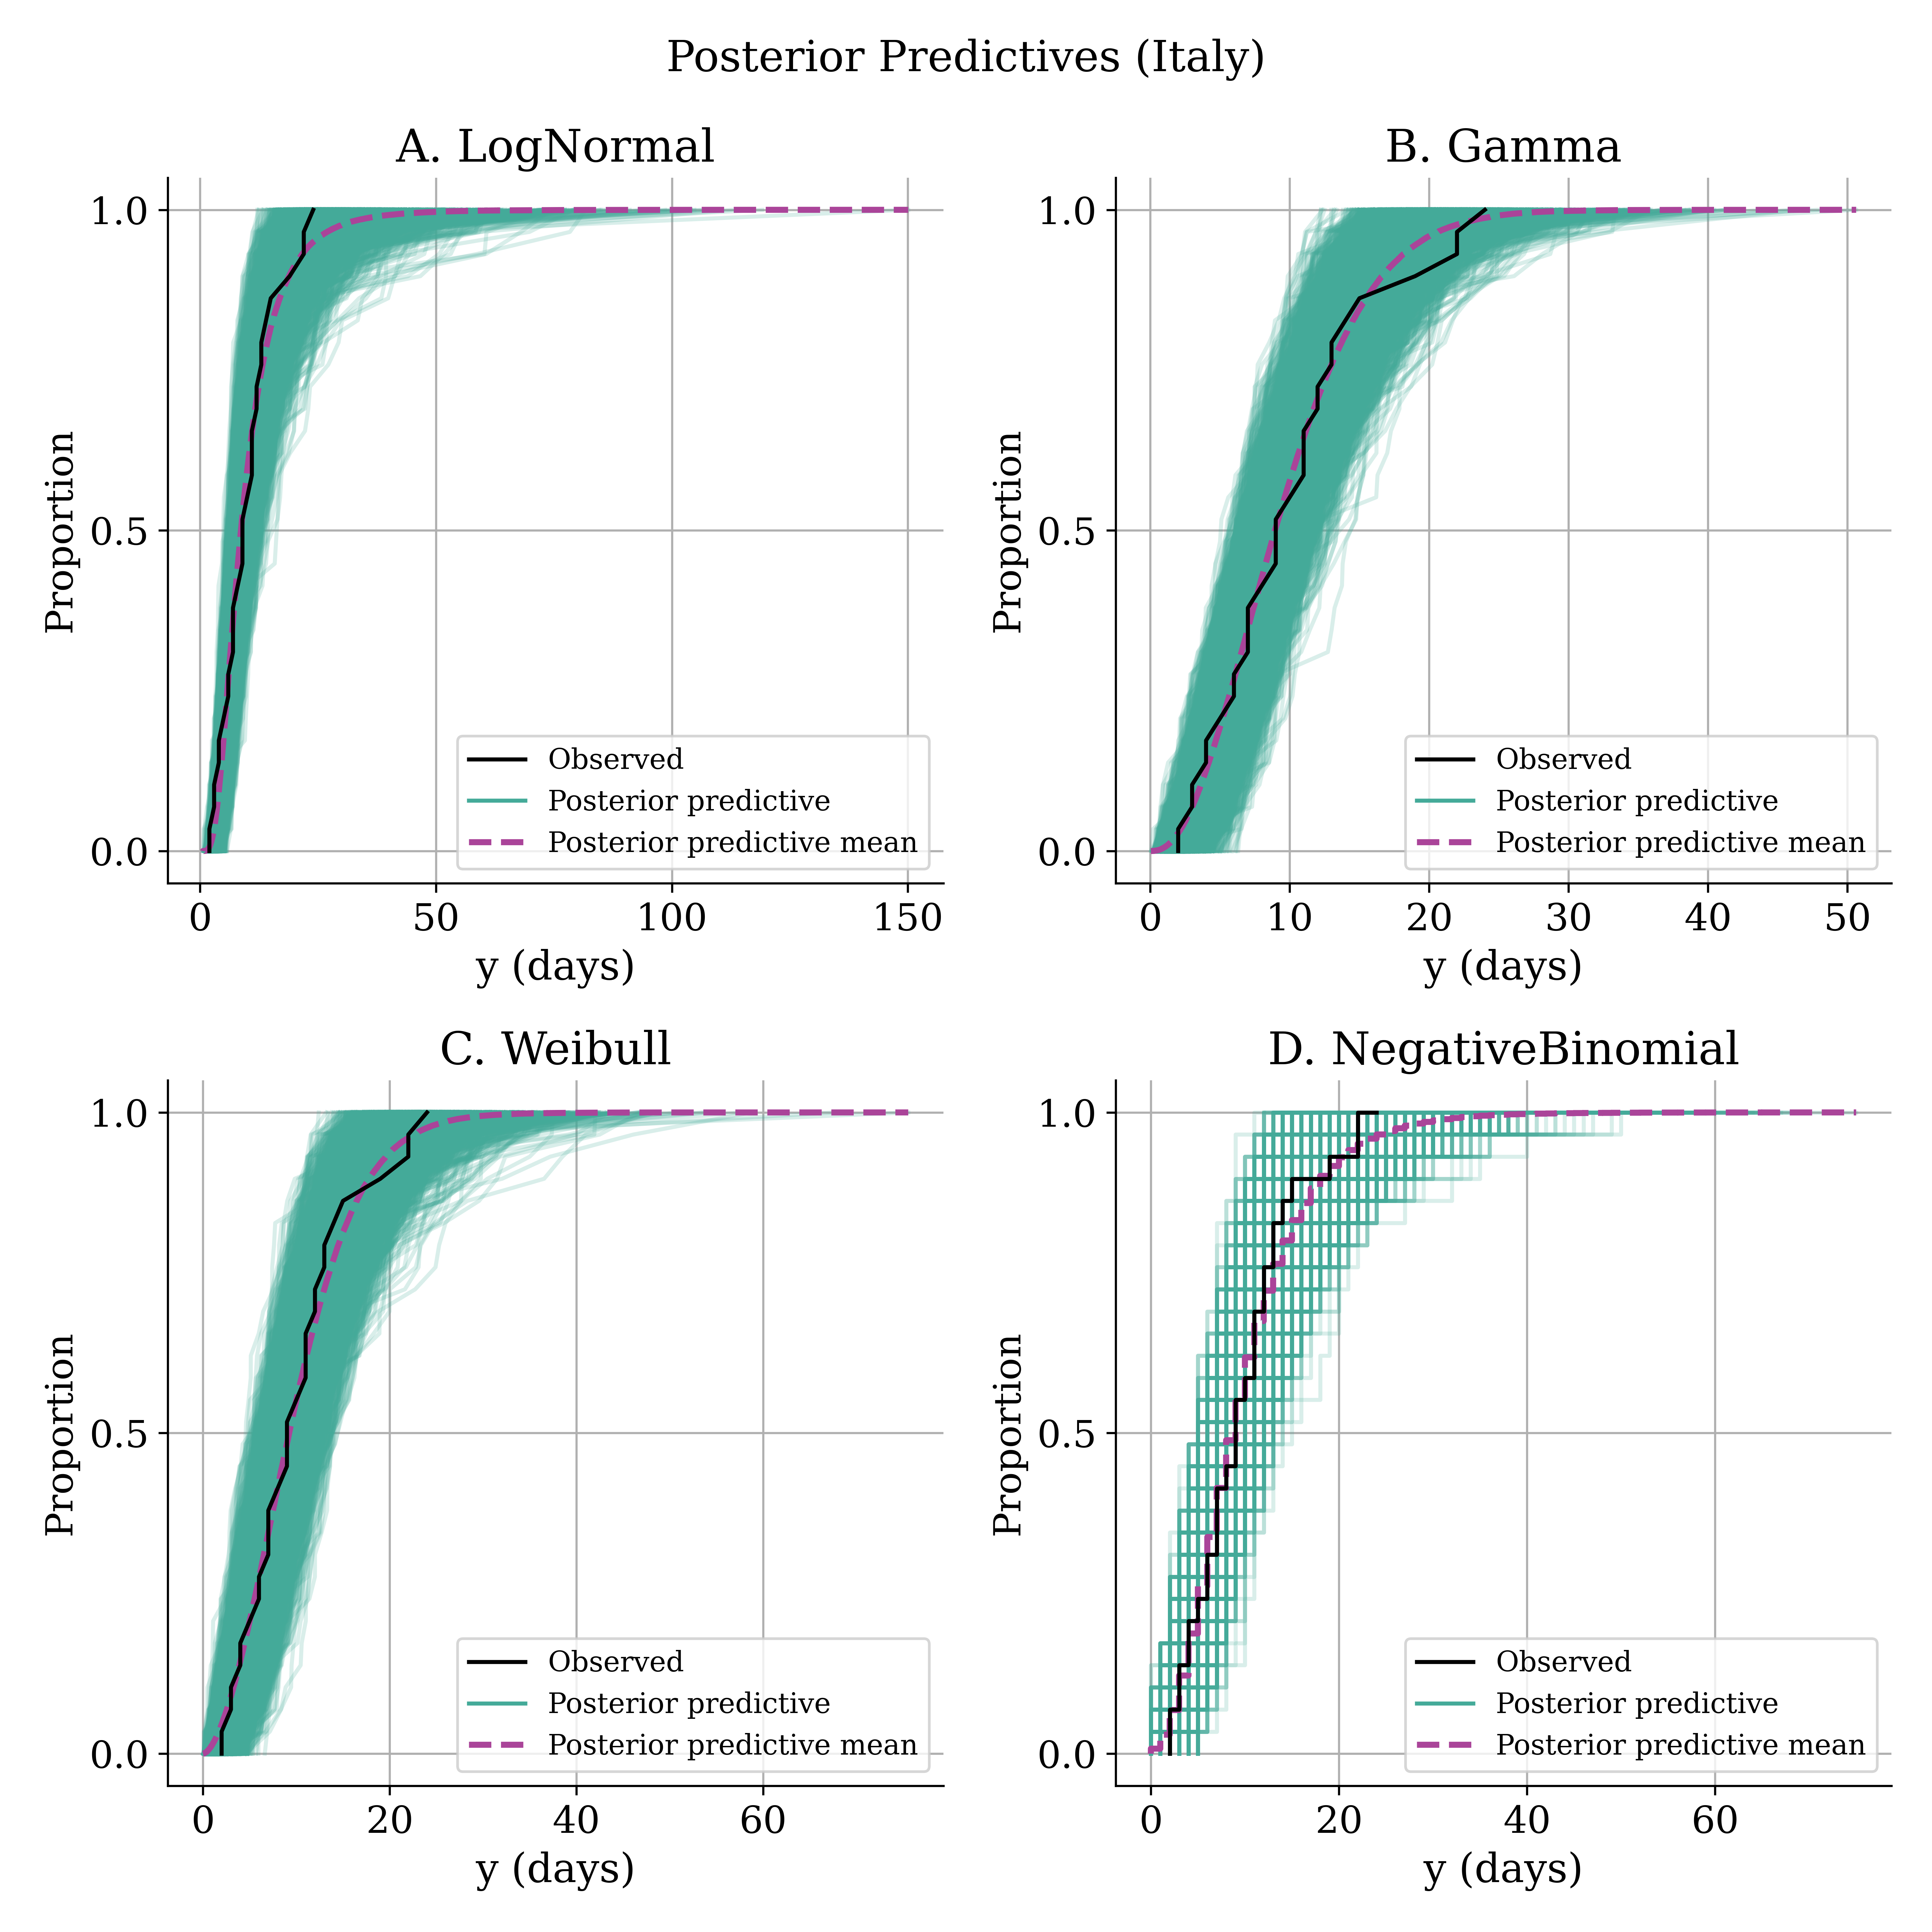 Posterior Predictives (Italy)
A. LogNormal
1.0
0.5
0.0
Proportion
Observed
Posterior predictive
Posterior predictive mean
0 50 100 150
y (days)
B. Gamma
1.0
0.5
0.0
Proportion
Observed
Posterior predictive
Posterior predictive mean
0 10 20 30 40 50
y (days)
C. Weibull
1.0
0.5
0.0
Proportion
Observed
Posterior predictive
Posterior predictive mean
0 20 40 60
y (days)
D. NegativeBinomial
1.0
0.5
0.0
Proportion
Observed
Posterior predictive
Posterior predictive mean
0 20 40 60
y (days)